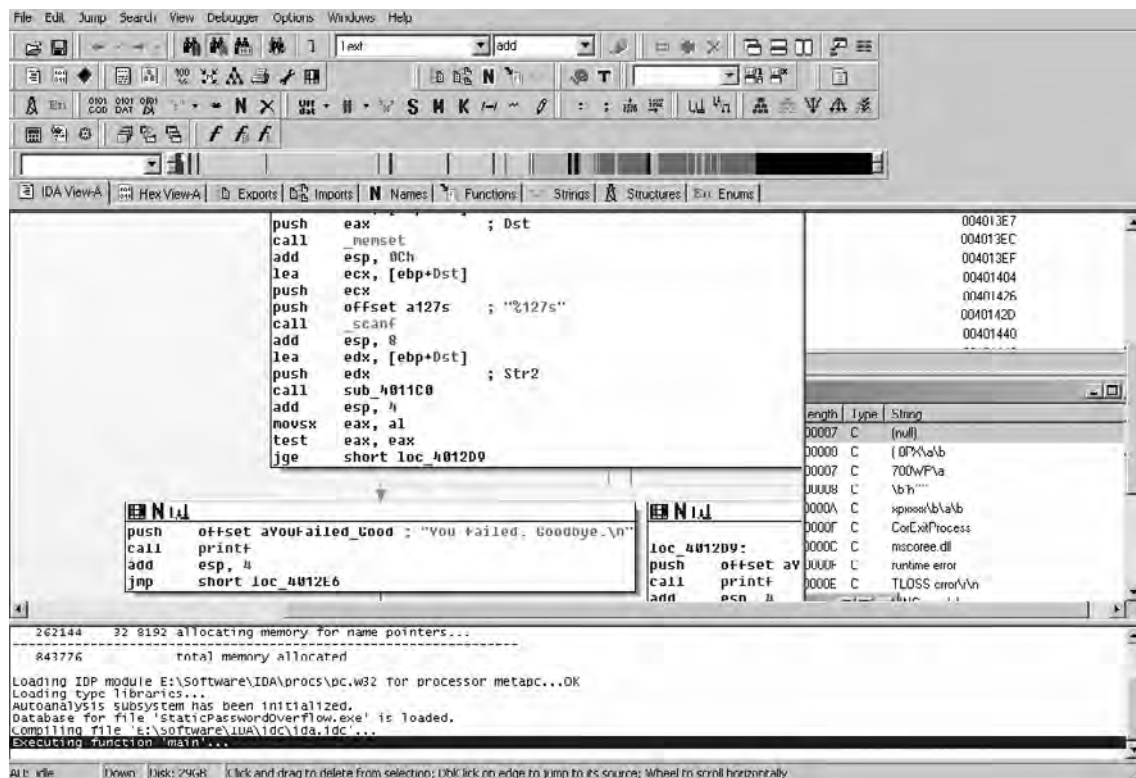 File Edit Jump Search View Debugger Options Windows Help
Text add
IDA View-A Hex View-A Exports Imports N Names Functions Strings Structures En Enums
push eax ; Dst
call _memset
add esp, 0Ch
lea ecx, [ebp+Dst]
push ecx
push offset a127s ; "%127s"
call _scanf
add esp, 8
lea edx, [ebp+Dst]
push edx ; Str2
call sub_4011C0
add esp, 4
movsx eax, al
test eax, eax
jge short loc_4012D9
push offset aYouFailed_Good ; "You Failed. Goodbye.\n"
call printf
add esp, 4
jmp short loc_4012E6
loc_4012D9:
push offset aY
call printf
add esp, 4
004013E7
004013EC
004013EF
00401404
00401426
0040142D
00401440
ength Type String
00007 C (null)
C
00007 C 700WP\a
00008 C
0000A C xpxxxx\b\a\b
0000F C CorExitProcess
0000C C mscoree.dll
0000F C runtime error
0000E C TLOSS error\r\n
262144 32 8192 allocating memory for name pointers...
843776 total memory allocated
Loading IDP module E:\Software\IDA\procs\pc.w32 for processor metapc...OK
Loading type libraries...
Autoanalysis subsystem has been initialized.
Database for file 'StaticPasswordOverflow.exe' is loaded.
Compiling file 'E:\Software\IDA\idc\ida.idc'...
Executing function 'main'...
AU: idle Down Disk: 29GB Click and drag to delete from selection; DblClick on edge to jump to its source; Wheel to scroll horizontally